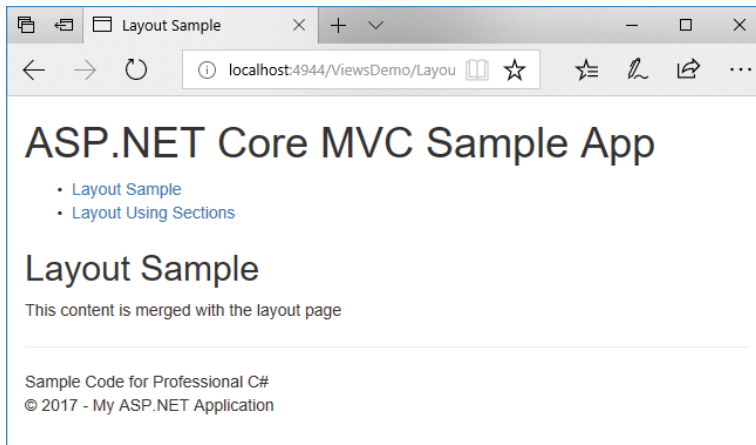 Layout Sample
localhost:4944/ViewsDemo/Layou
ASP.NET Core MVC Sample App
• Layout Sample
• Layout Using Sections
Layout Sample
This content is merged with the layout page
Sample Code for Professional C#
© 2017 - My ASP.NET Application